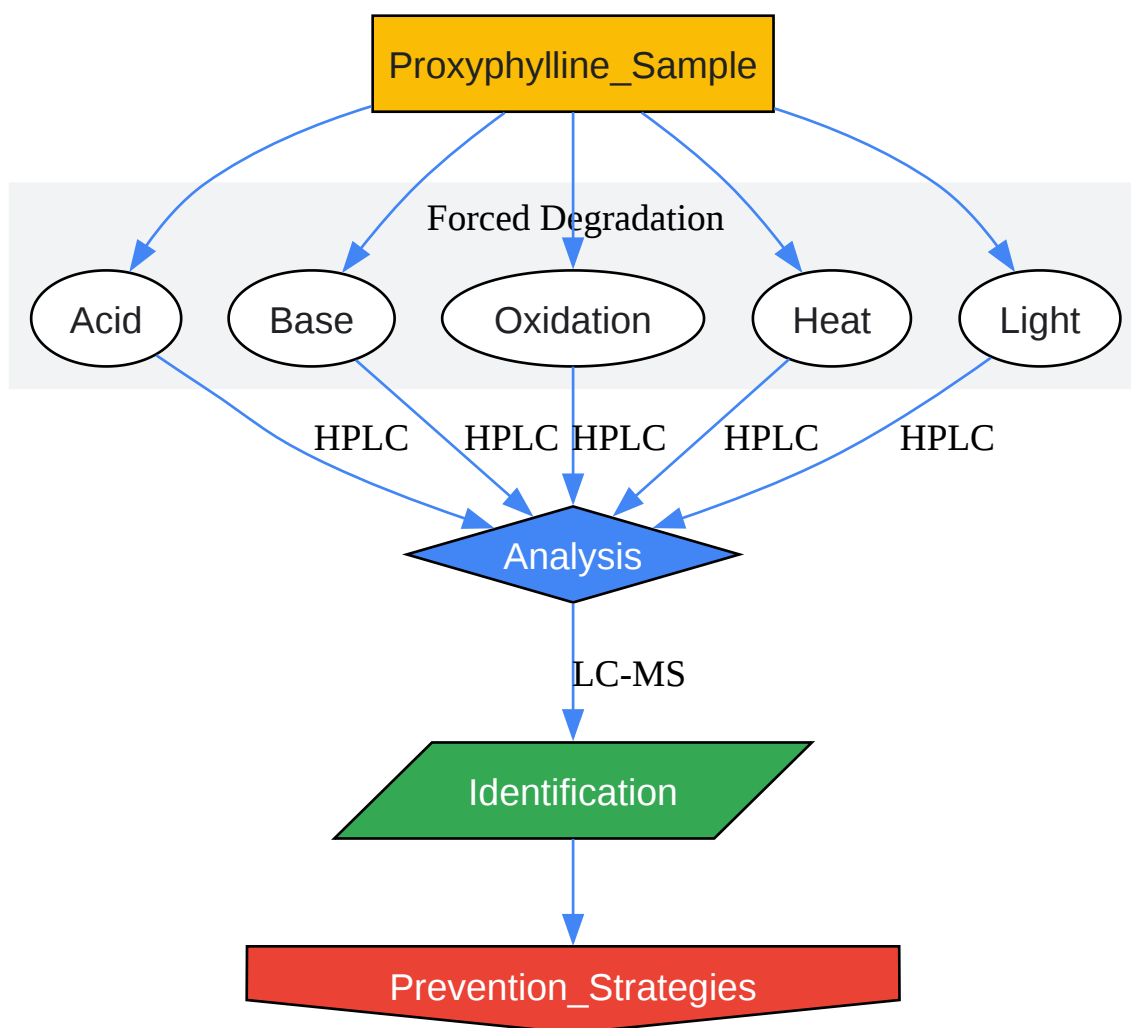 Proxyphylline_Sample
Forced Degradation
Acid
Base
Oxidation
Heat
Light
HPLC
HPLC
HPLC
HPLC
HPLC
Analysis
LC-MS
Identification
Prevention_Strategies